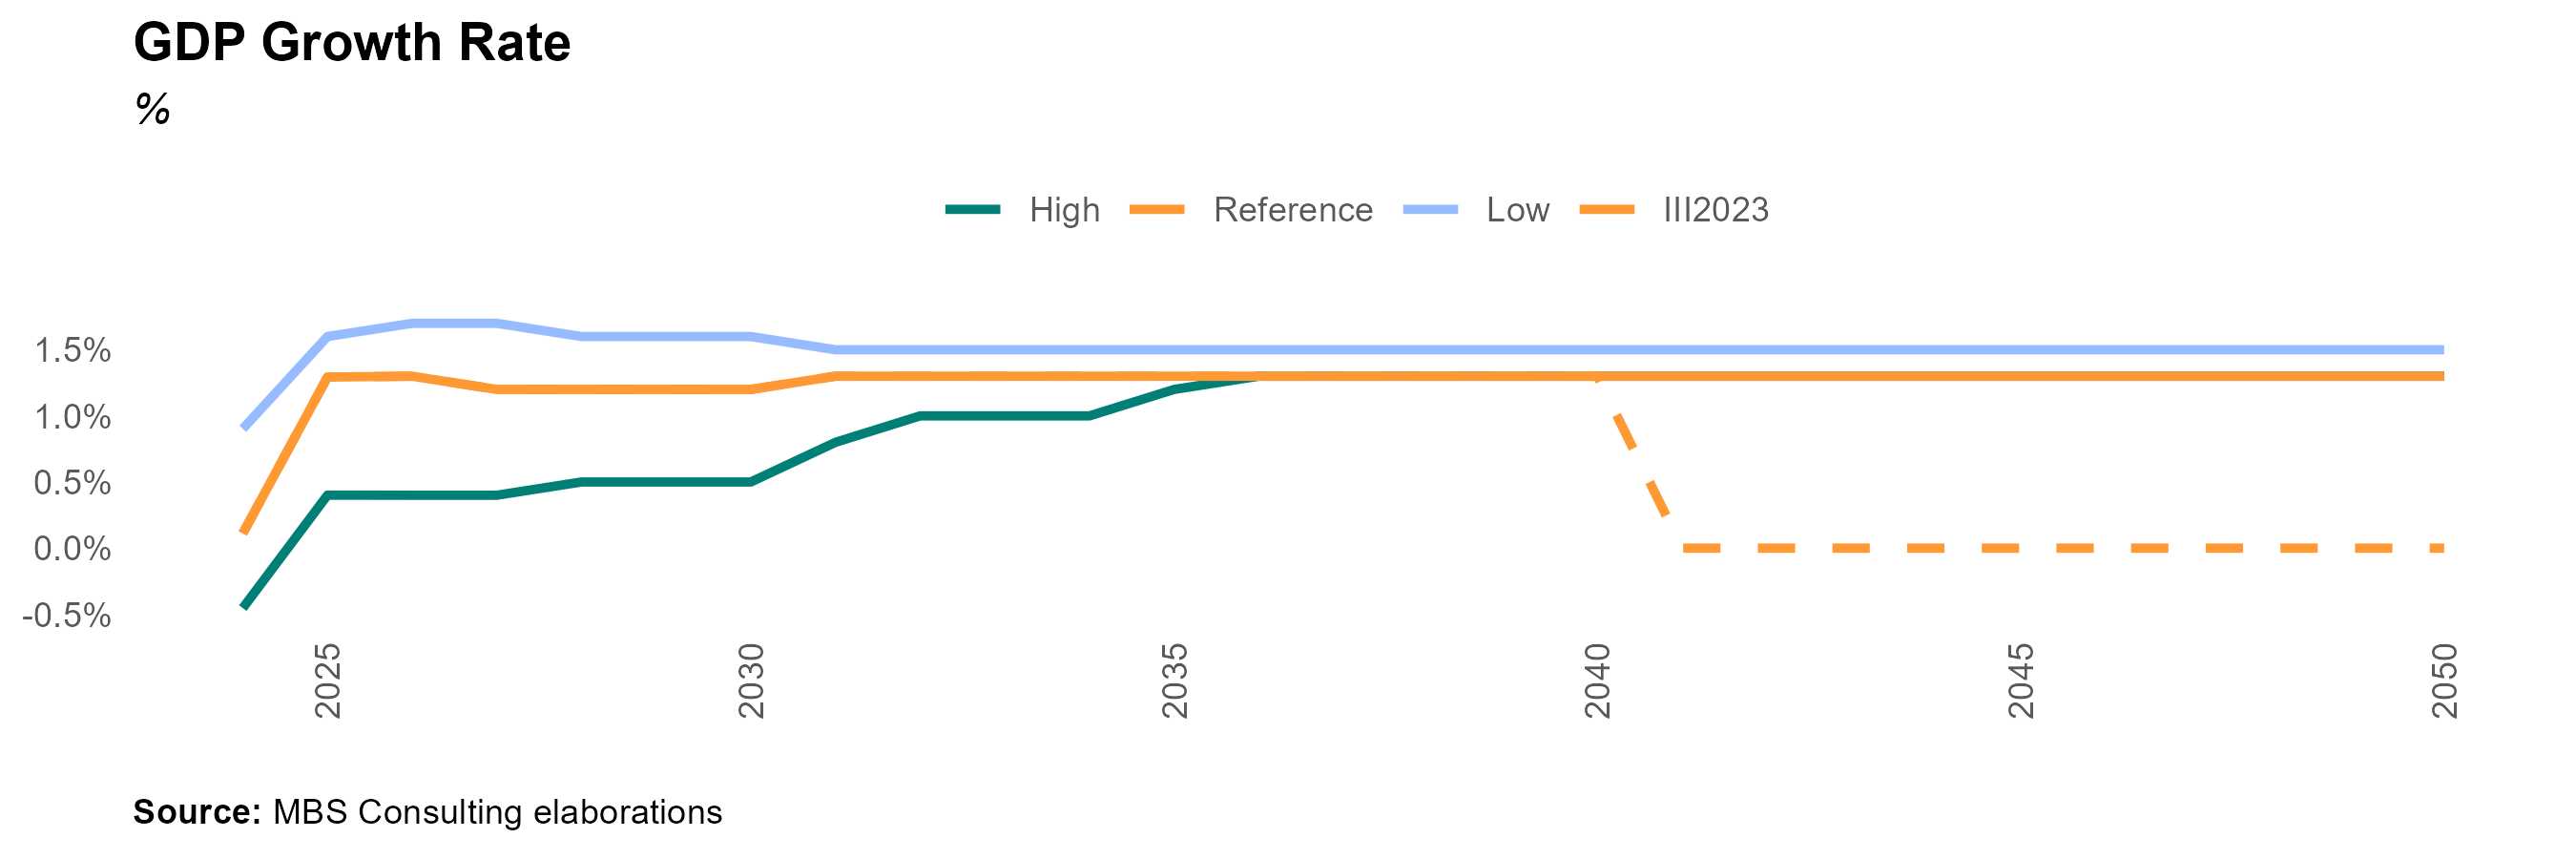 GDP Growth Rate
%
High Reference Low III2023
1.5%
1.0%
0.5%
0.0%
-0.5%
2025 2030 2035 2040 2045 2050
Source: MBS Consulting elaborations